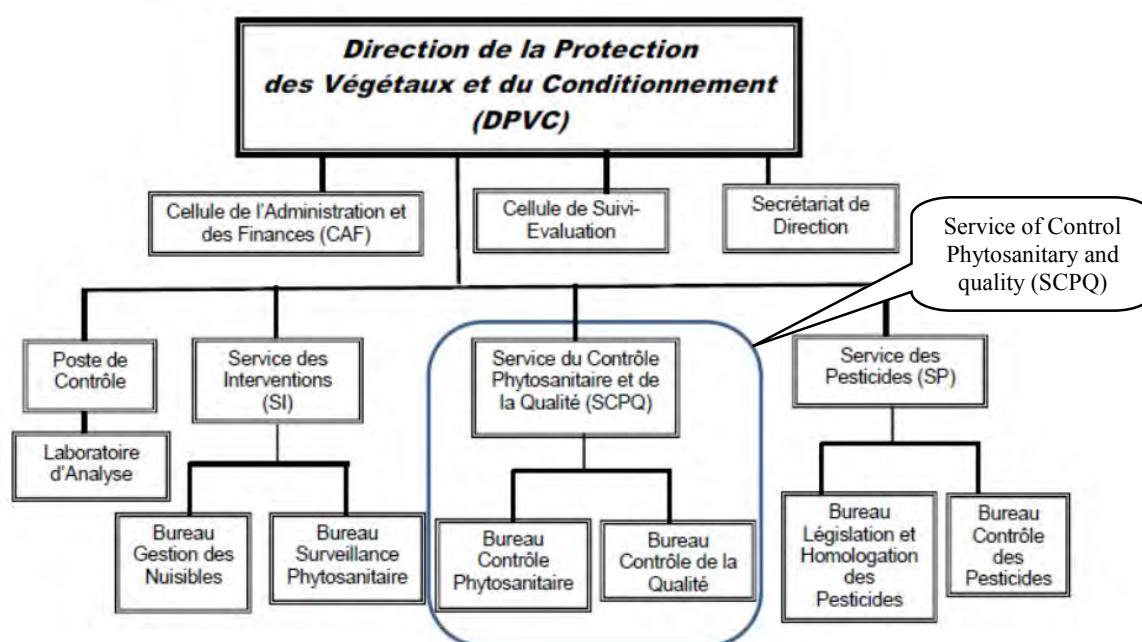 Direction de la Protection
des Végétaux et du Conditionnement
(DPVC)
Cellule de l'Administration et
des Finances (CAF)
Cellule de Suivi-
Evaluation
Secrétariat de
Direction
Service of Control
Phytosanitary and
quality (SCPQ)
Poste de
Contrôle
Service des
Interventions
(SI)
Service du Contrôle
Phytosanitaire et de
la Qualité (SCPQ)
Service des
Pesticides (SP)
Laboratoire
d'Analyse
Bureau
Gestion des
Nuisibles
Bureau
Surveillance
Phytosanitaire
Bureau
Contrôle
Phytosanitaire
Bureau
Contrôle de la
Qualité
Bureau
Législation et
Homologation
des
Pesticides
Bureau
Contrôle
des
Pesticides